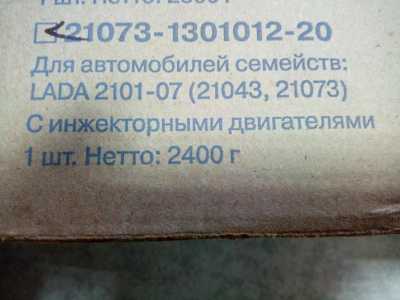 21073-1301012-20
Для автомобилей семейств:
LADA 2101-07 (21043, 21073)
С инжекторными двигателями
1 шт. Нетто: 2400 г